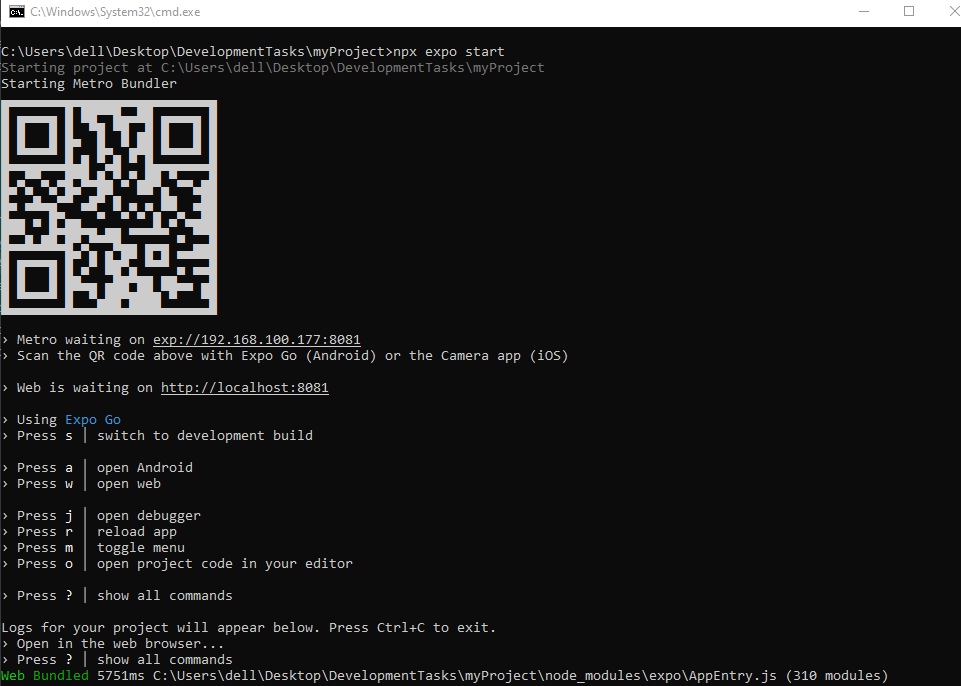 C:\Windows\System32\cmd.exe
C:\Users\dell\Desktop\DevelopmentTasks\myProject>npx expo start
Starting project at C:\Users\dell\Desktop\DevelopmentTasks\myProject
Starting Metro Bundler
› Metro waiting on exp://192.168.100.177:8081
› Scan the QR code above with Expo Go (Android) or the Camera app (iOS)
› Web is waiting on http://localhost:8081
› Using Expo Go
› Press s │ switch to development build
› Press a │ open Android
› Press w │ open web
› Press j │ open debugger
› Press r │ reload app
› Press m │ toggle menu
› Press o │ open project code in your editor
› Press ? │ show all commands
Logs for your project will appear below. Press Ctrl+C to exit.
› Open in the web browser...
› Press ? │ show all commands
Web Bundled 5751ms C:\Users\dell\Desktop\DevelopmentTasks\myProject\node_modules\expo\AppEntry.js (310 modules)